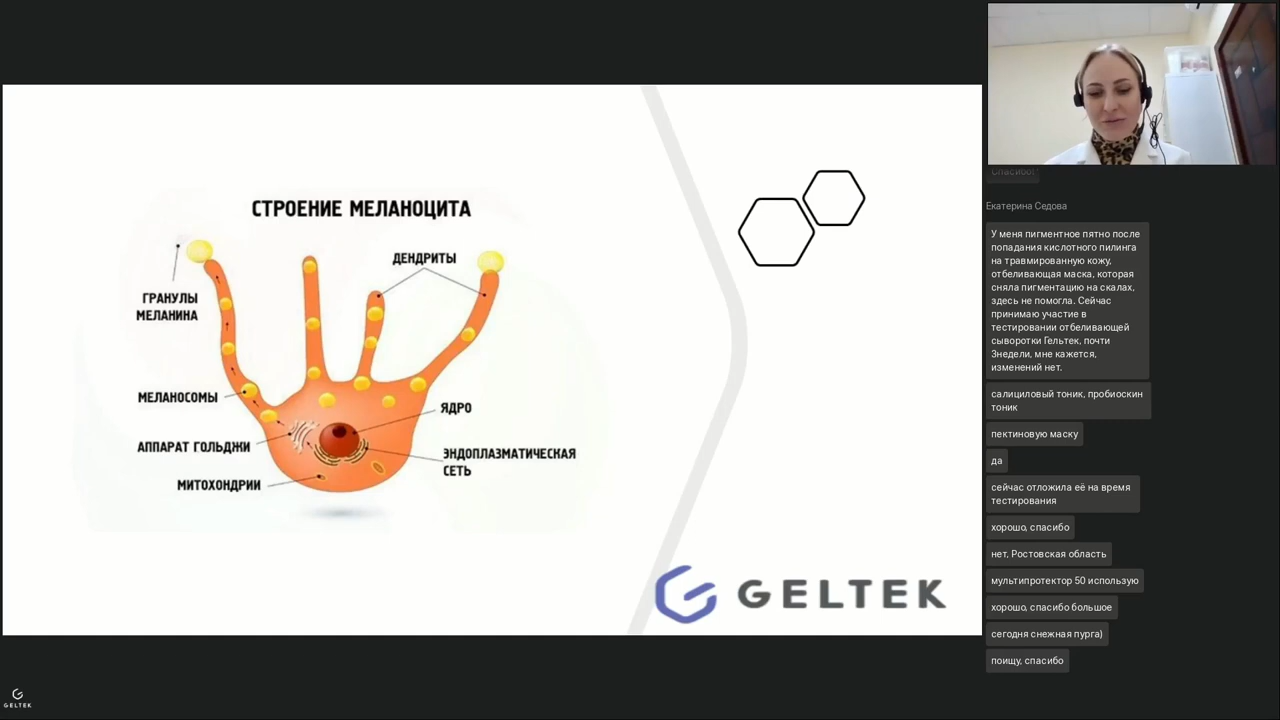 СТРОЕНИЕ МЕЛАНОЦИТА
ДЕНДРИТЫ
ГРАНУЛЫ
МЕЛАНИНА
МЕЛАНОСОМЫ
ЯДРО
АППАРАТ ГОЛЬДЖИ
ЭНДОПЛАЗМАТИЧЕСКАЯ
СЕТЬ
МИТОХОНДРИИ
GELTEK
GELTEK
Спасибо!
Екатерина Седова
У меня пигментное пятно после
попадания кислотного пилинга
на травмированную кожу,
отбеливающая маска, которая
сняла пигментацию на скалах,
здесь не помогла. Сейчас
принимаю участие в
тестировании отбеливающей
сыворотки Гельтек, почти
3недели, мне кажется,
изменений нет.
салициловый тоник, пробиоскин
тоник
пектиновую маску
да
сейчас отложила её на время
тестирования
хорошо, спасибо
нет, Ростовская область
мультипротектор 50 использую
хорошо, спасибо большое
сегодня снежная пурга)
поищу, спасибо